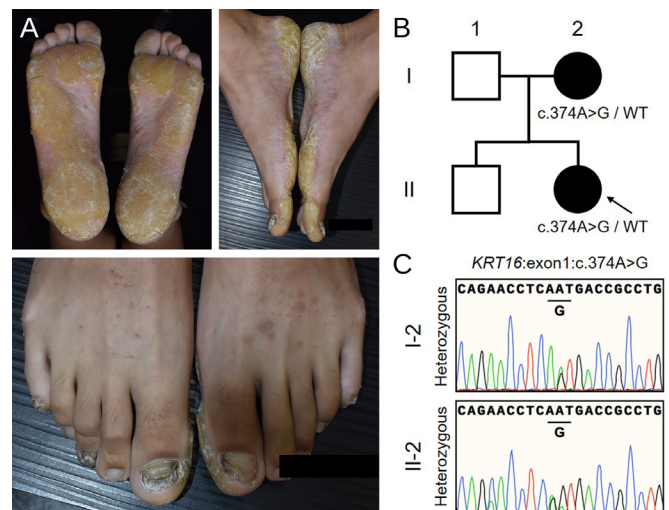 A
B
1
2
I
c.374A>G / WT
II
c.374A>G / WT
C
KRT16:exon1:c.374A>G
I-2
Heterozygous
CAGAACCTCAATGACCGCCTG
G
II-2
Heterozygous
CAGAACCTCAATGACCGCCTG
G